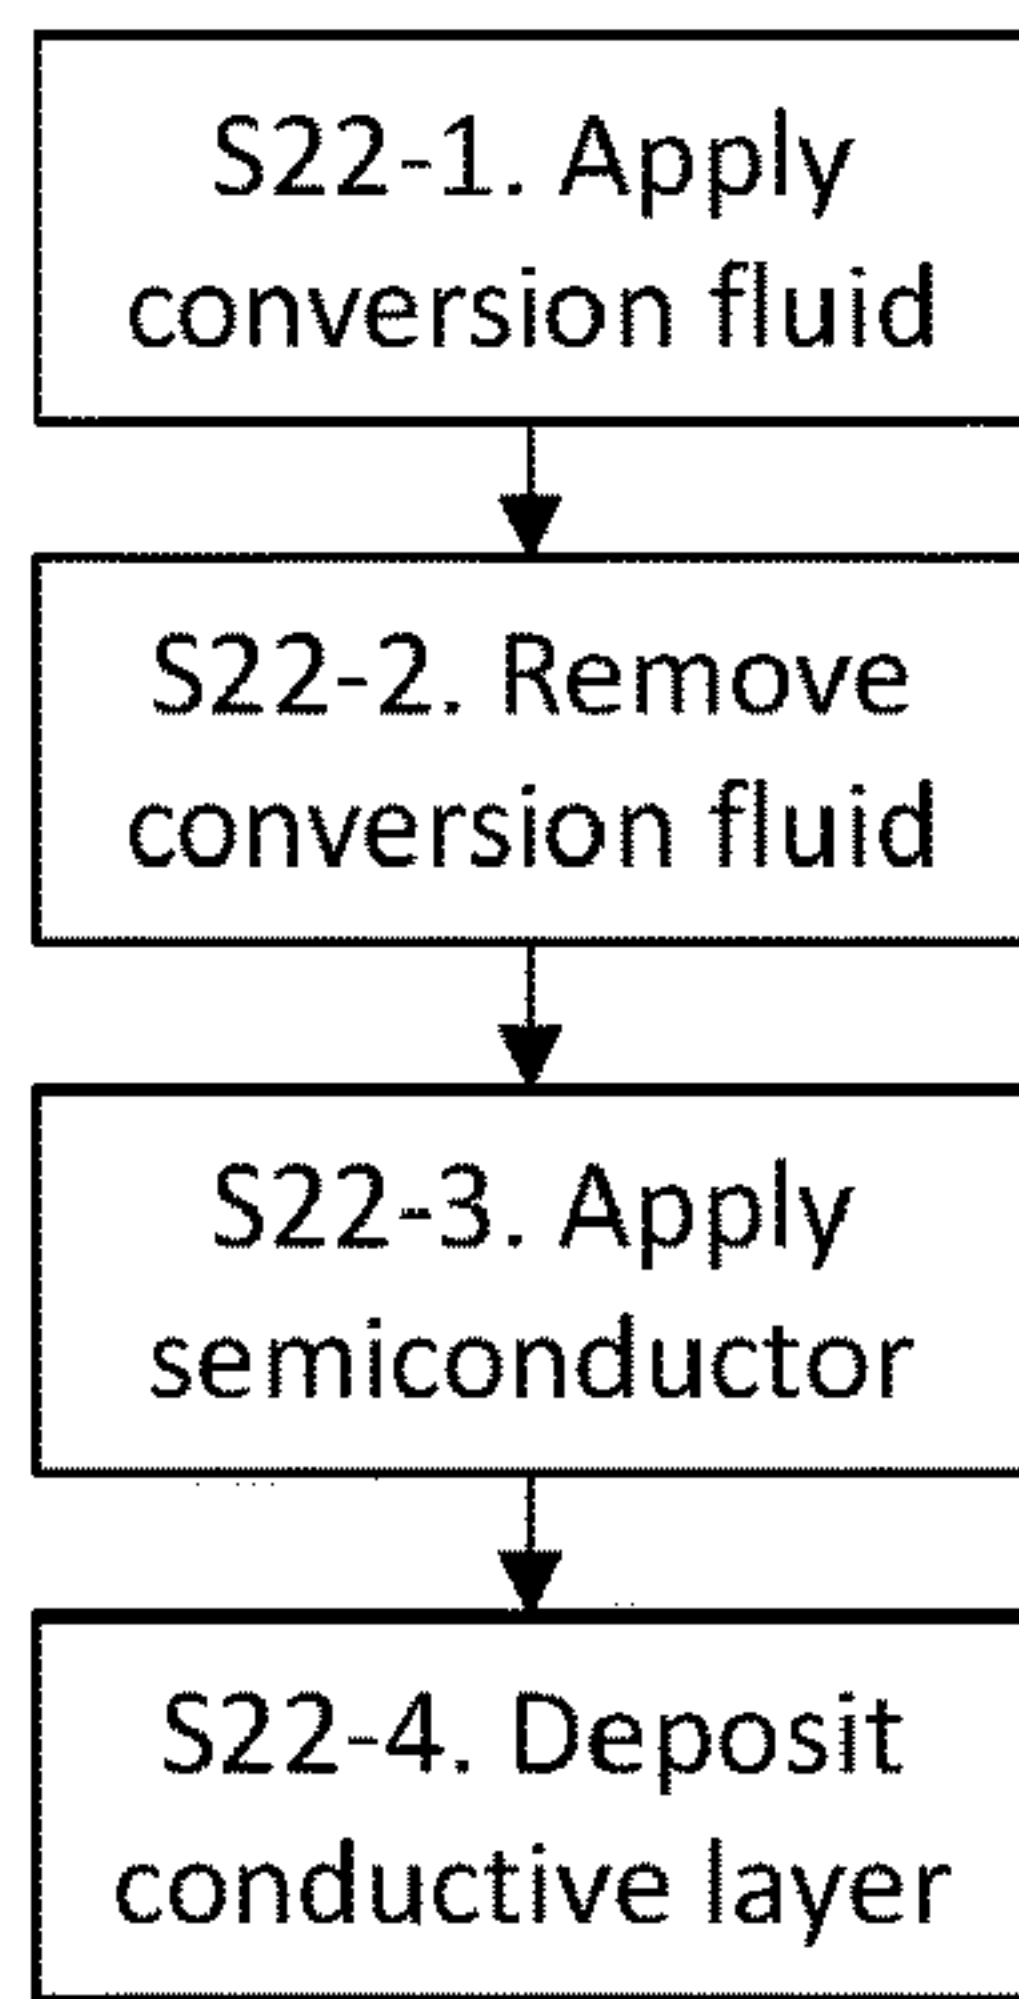 S22-1. Apply
conversion fluid
S22-2. Remove
conversion fluid
S22-3. Apply
semiconductor
S22-4. Deposit
conductive layer